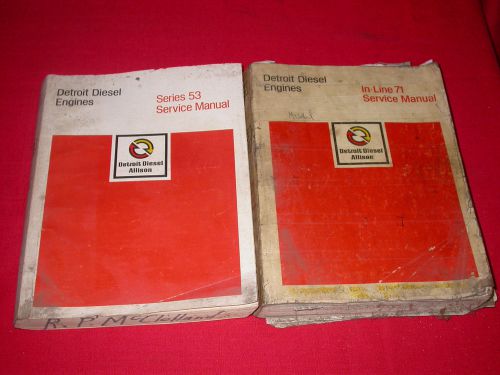 Detroit Diesel
Engines
Series 53
Service Manual
Detroit Diesel
Allison
R. P. McClelland
Detroit Diesel
Engines
In-Line 71
Service Manual
Detroit Diesel
Allison